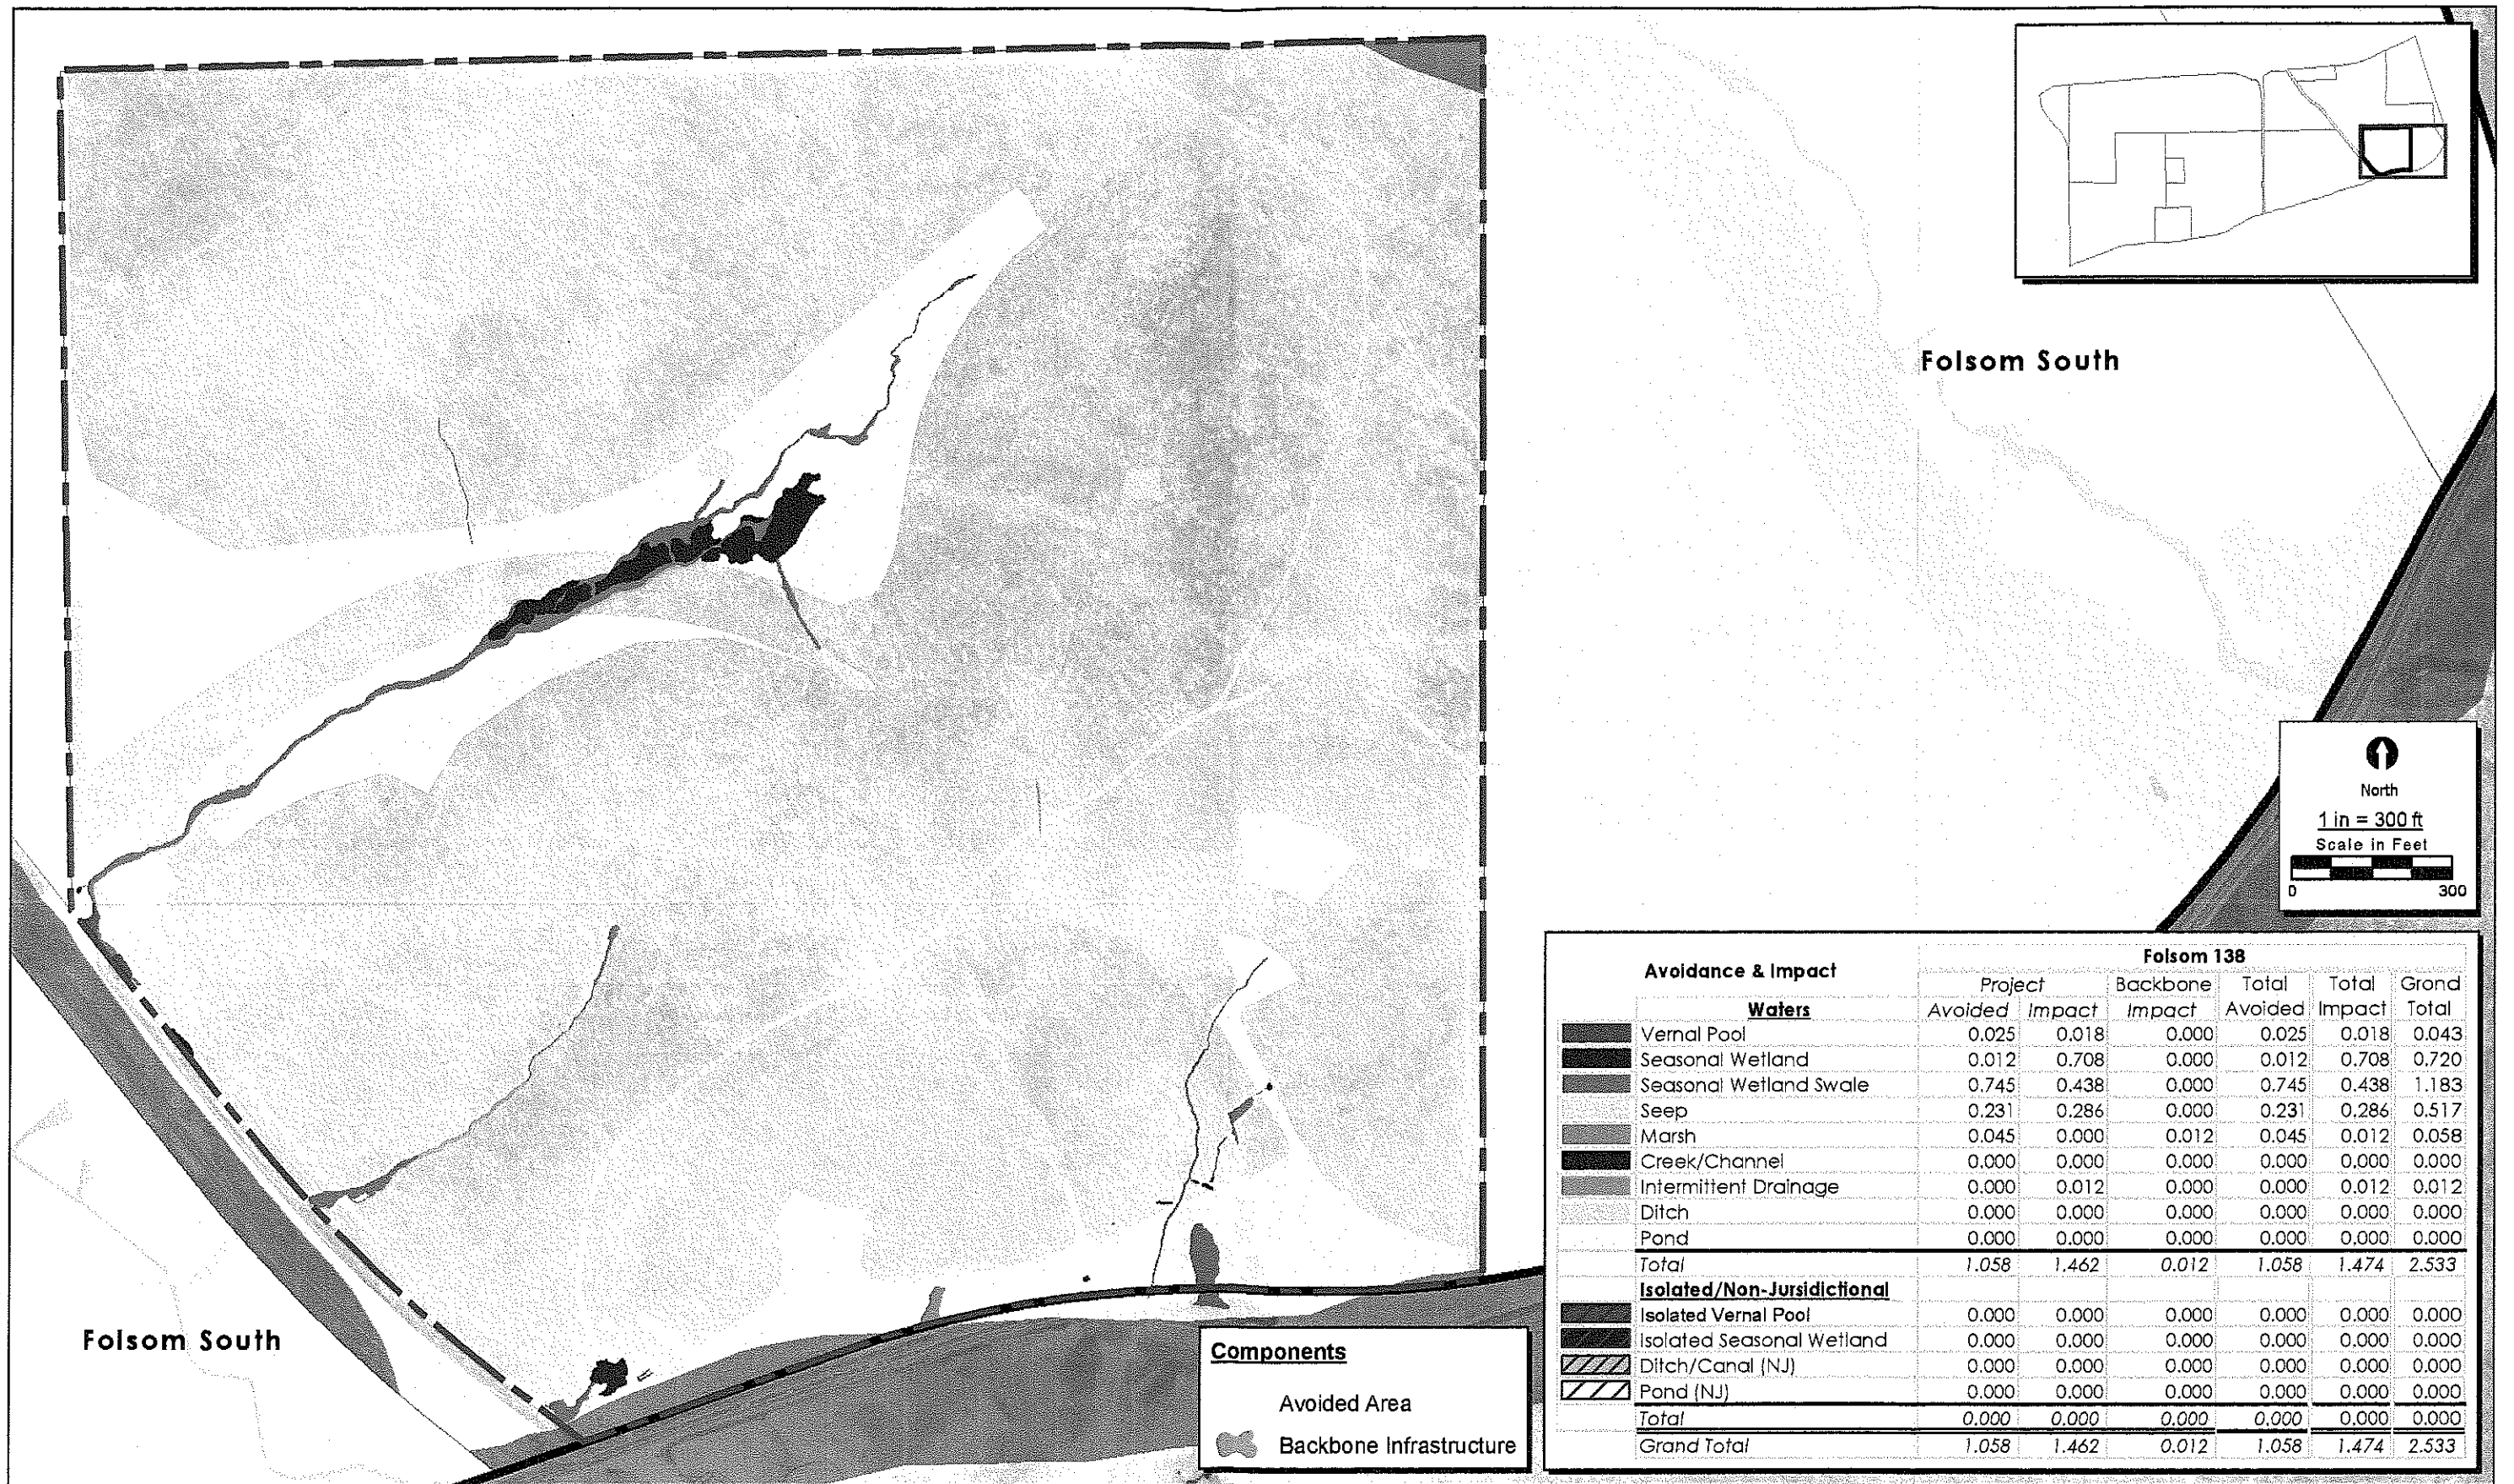 Folsom South
North
1 in = 300 ft
Scale in Feet
0 300
Folsom 138
Avoidance & Impact
Project Backbone Total Total Grond
Waters Avoided Impact Impact Avoided Impact Total
Vernal Pool 0.025 0.018 0.000 0.025 0.018 0.043
Seasonal Wetland 0.012 0.708 0.000 0.012 0.708 0.720
Seasonal Wetland Swale 0.745 0.438 0.000 0.745 0.438 1.183
Seep 0.231 0.286 0.000 0.231 0.286 0.517
Marsh 0.045 0.000 0.012 0.045 0.012 0.058
Creek/Channel 0.000 0.000 0.000 0.000 0.000 0.000
Intermittent Drainage 0.000 0.012 0.000 0.000 0.012 0.012
Ditch 0.000 0.000 0.000 0.000 0.000 0.000
Pond 0.000 0.000 0.000 0.000 0.000 0.000
Total 1.058 1.462 0.012 1.058 1.474 2.533
Isolated/Non-Jursidictional
Isolated Vernal Pool 0.000 0.000 0.000 0.000 0.000 0.000
Isolated Seasonal Wetland 0.000 0.000 0.000 0.000 0.000 0.000
Ditch/Canal (NJ) 0.000 0.000 0.000 0.000 0.000 0.000
Pond (NJ) 0.000 0.000 0.000 0.000 0.000 0.000
Total 0.000 0.000 0.000 0.000 0.000 0.000
Grand Total 1.058 1.462 0.012 1.058 1.474 2.533
Folsom South
Components
Avoided Area
Backbone Infrastructure